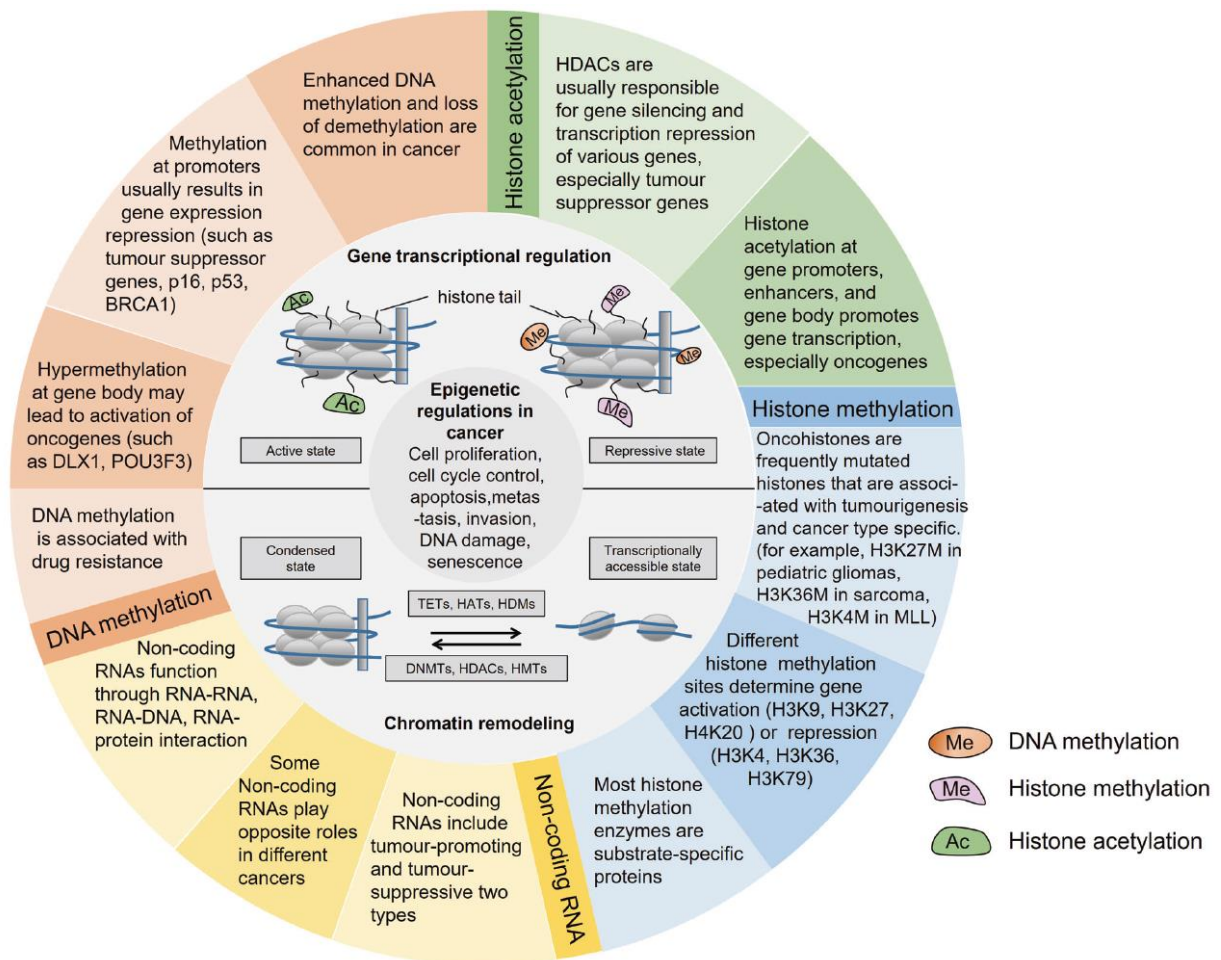 Histone acetylation
HDACs are
usually responsible
for gene silencing and
transcription repression
of various genes,
especially tumour
suppressor genes
Histone
acetylation at
gene promoters,
enhancers, and
gene body promotes
gene transcription,
especially oncogenes
Histone methylation
Oncohistones are
frequently mutated
histones that are associ-
-ated with tumourigenesis
and cancer type specific.
(for example, H3K27M in
pediatric gliomas,
H3K36M in sarcoma,
H3K4M in MLL)
Different
histone methylation
sites determine gene
activation (H3K9, H3K27,
H4K20 ) or repression
(H3K4, H3K36,
H3K79)
Most histone
methylation
enzymes are
substrate-specific
proteins
Non-coding RNA
Non-coding
RNAs include
tumour-promoting
and tumour-
suppressive two
types
Some
Non-coding
RNAs play
opposite roles
in different
cancers
Non-coding
RNAs function
through RNA-RNA,
RNA-DNA, RNA-
protein interaction
DNA methylation
DNA methylation
is associated with
drug resistance
Hypermethylation
at gene body may
lead to activation of
oncogenes (such
as DLX1, POU3F3)
Methylation
at promoters
usually results in
gene expression
repression (such as
tumour suppressor
genes, p16, p53,
BRCA1)
Enhanced DNA
methylation and loss
of demethylation are
common in cancer
Gene transcriptional regulation
Ac
histone tail
Me
Me
Me
Ac
Me
Active state
Repressive state
Epigenetic
regulations in
cancer
Cell proliferation,
cell cycle control,
apoptosis,metas
-tasis, invasion,
DNA damage,
senescence
Condensed
state
Transcriptionally
accessible state
TETs, HATs, HDMs
DNMTs, HDACs, HMTs
Chromatin remodeling
Me DNA methylation
Me Histone methylation
Ac Histone acetylation